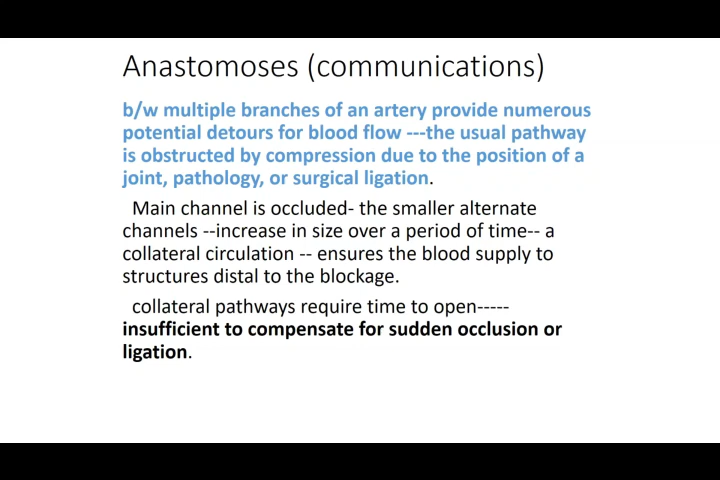 Anastomoses (communications)
b/w multiple branches of an artery provide numerous
potential detours for blood flow ---the usual pathway
is obstructed by compression due to the position of a
joint, pathology, or surgical ligation.
Main channel is occluded- the smaller alternate
channels --increase in size over a period of time-- a
collateral circulation -- ensures the blood supply to
structures distal to the blockage.
collateral pathways require time to open-----
insufficient to compensate for sudden occlusion or
ligation.